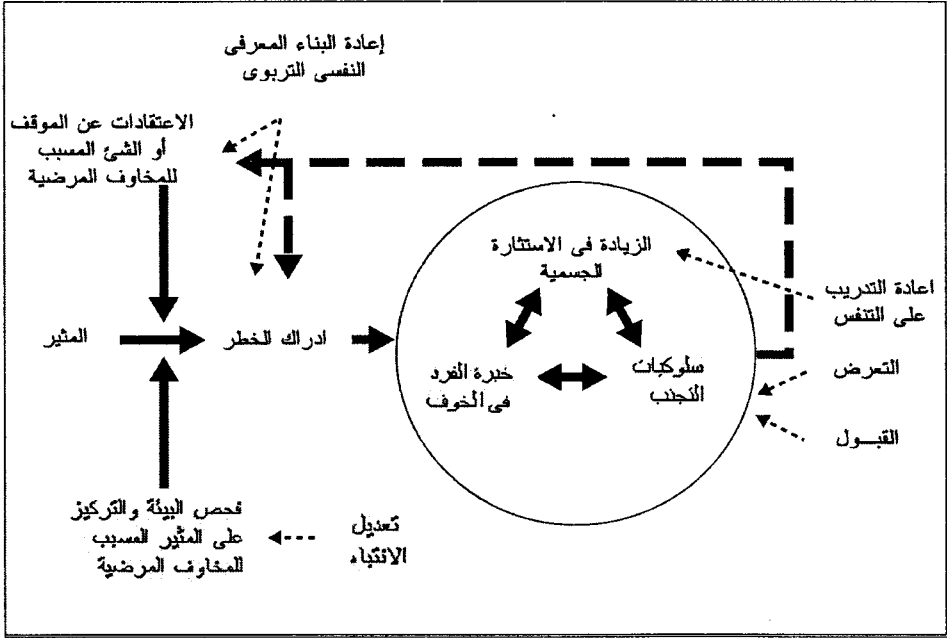 إعادة البناء المعرفى
النفسى التربوى
الاعتقادات عن الموقف
أو الشئ المسبب
للمخاوف المرضية
الزيادة فى الاستثارة
الجسمية
اعادة التدريب
على التنفس
المثير
ادراك الخطر
خبرة الفرد
فى الخوف
سلوكيات
التجنب
التعرض
القبــول
فحص البيئة والتركيز
على المثير المسبب
للمخاوف المرضية
تعديل
الانتباه